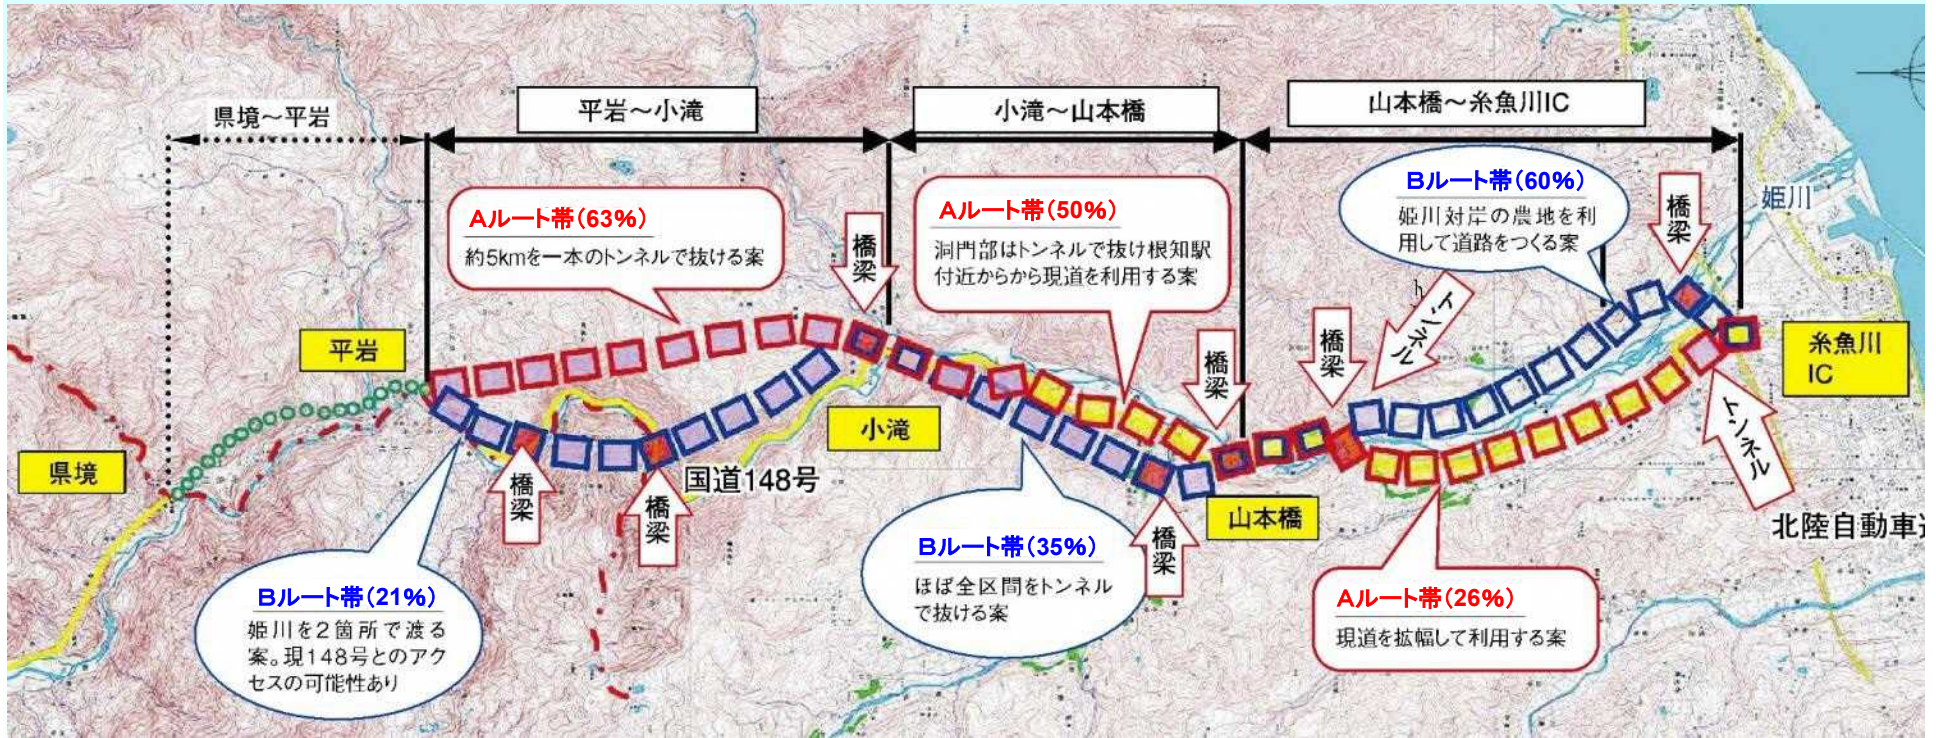 県境～平岩
平岩～小滝
小滝～山本橋
山本橋～糸魚川IC
Aルート帯(63%)
約5kmを一本のトンネルで抜ける案
橋梁
Aルート帯(50%)
洞門部はトンネルで抜け根知駅
付近からから現道を利用する案
Bルート帯(60%)
姫川対岸の農地を利
用して道路をつくる案
橋梁
姫川
トンネル
橋梁
橋梁
平岩
糸魚川
IC
小滝
県境
国道148号
橋梁
橋梁
山本橋
トンネル
北陸自動車道
Bルート帯(35%)
ほぼ全区間をトンネル
で抜ける案
橋梁
Bルート帯(21%)
姫川を2箇所で渡る
案。現148号とのアク
セスの可能性あり
Aルート帯(26%)
現道を拡幅して利用する案